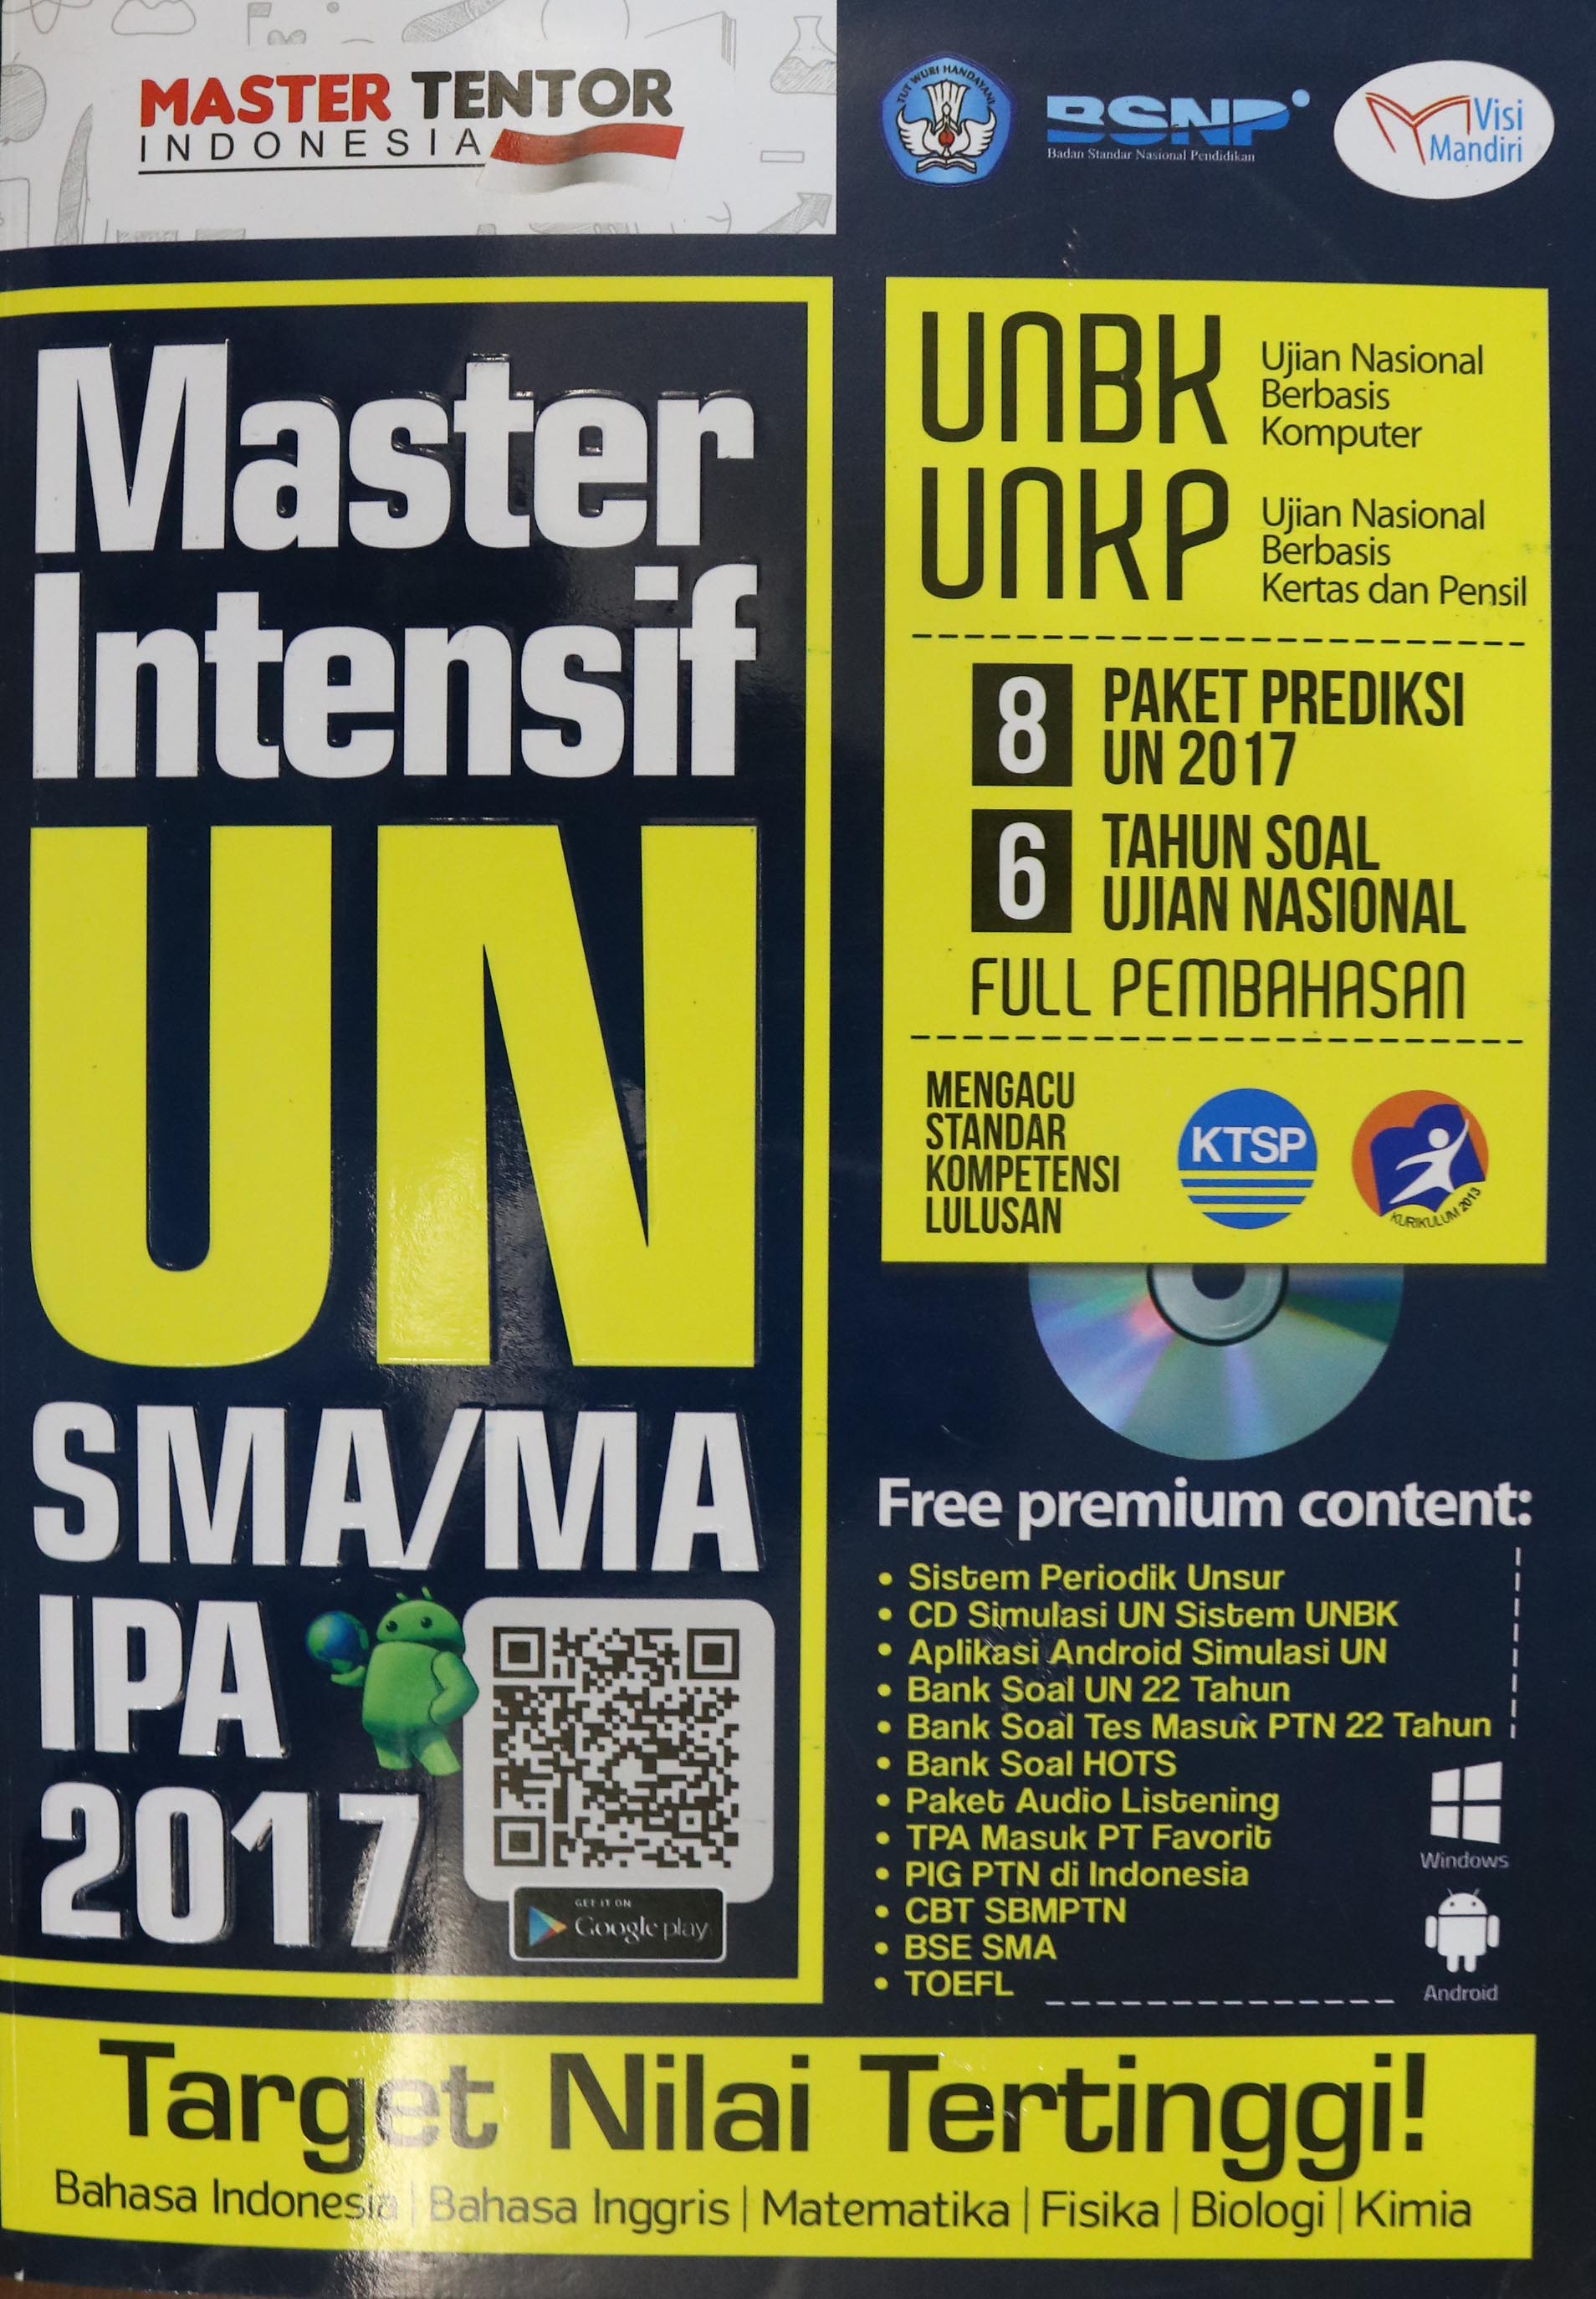 MASTER TENTOR
INDONESIA
TUT WURI HANDAYANI
BSNP
Badan Standar Nasional Pendidikan
Visi
Mandiri
Master
Intensif
UN
SMA/MA
IPA
2017
GET IT ON
Google play
UNBK
Ujian Nasional
Berbasis
Komputer
UNKP
Ujian Nasional
Berbasis
Kertas dan Pensil
8
PAKET PREDIKSI
UN 2017
6
TAHUN SOAL
UJIAN NASIONAL
FULL PEMBAHASAN
MENGACU
STANDAR
KOMPETENSI
LULUSAN
KTSP
KURIKULUM 2013
Free premium content:
• Sistem Periodik Unsur
• CD Simulasi UN Sistem UNBK
• Aplikasi Android Simulasi UN
• Bank Soal UN 22 Tahun
• Bank Soal Tes Masuk PTN 22 Tahun
• Bank Soal HOTS
• Paket Audio Listening
• TPA Masuk PT Favorit
• PIG PTN di Indonesia
• CBT SBMPTN
• BSE SMA
• TOEFL
Windows
Android
Target Nilai Tertinggi!
Bahasa Indonesia | Bahasa Inggris | Matematika | Fisika | Biologi | Kimia